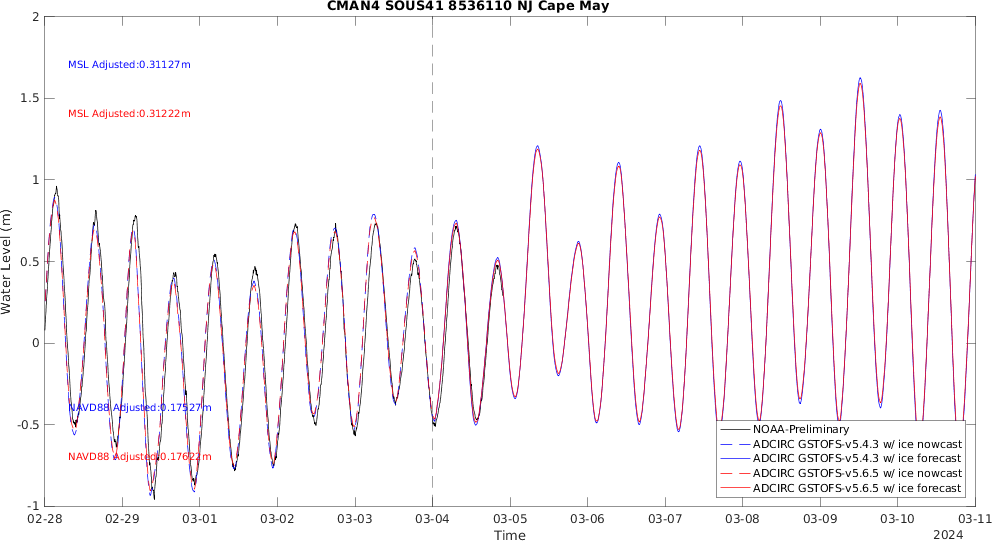 CMAN4 SOUS41 8536110 NJ Cape May
2
MSL Adjusted:0.31127m
1.5
MSL Adjusted:0.31222m
1
Water Level (m)
0.5
0
NAVD88 Adjusted:0.17527m
-0.5
NAVD88 Adjusted:0.17622m
-1
NOAA-Preliminary
ADCIRC GSTOFS-v5.4.3 w/ ice nowcast
ADCIRC GSTOFS-v5.4.3 w/ ice forecast
ADCIRC GSTOFS-v5.6.5 w/ ice nowcast
ADCIRC GSTOFS-v5.6.5 w/ ice forecast
02-28 02-29 03-01 03-02 03-03 03-04 03-05 03-06 03-07 03-08 03-09 03-10 03-11
Time
2024